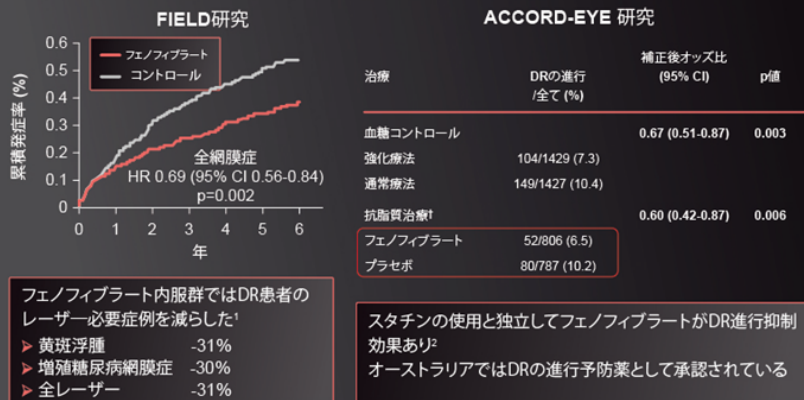 FIELD研究
累積発症率 (%)
0.6
0.5
0.4
0.3
0.2
0.1
0
フェノフィブラート
コントロール
全網膜症
HR 0.69 (95% CI 0.56-0.84)
p=0.002
0 1 2 3 4 5 6
年
フェノフィブラート内服群ではDR患者の
レーザー必要症例を減らした¹
黄斑浮腫 -31%
増殖糖尿病網膜症 -30%
全レーザー -31%
ACCORD-EYE 研究
治療 DRの進行/全て (%) 補正後オッズ比 (95% CI) p値
血糖コントロール 0.67 (0.51-0.87) 0.003
強化療法 104/1429 (7.3)
通常療法 149/1427 (10.4)
抗脂質治療† 0.60 (0.42-0.87) 0.006
フェノフィブラート 52/806 (6.5)
プラセボ 80/787 (10.2)
スタチンの使用と独立してフェノフィブラートがDR進行抑制
効果あり²
オーストラリアではDRの進行予防薬として承認されている